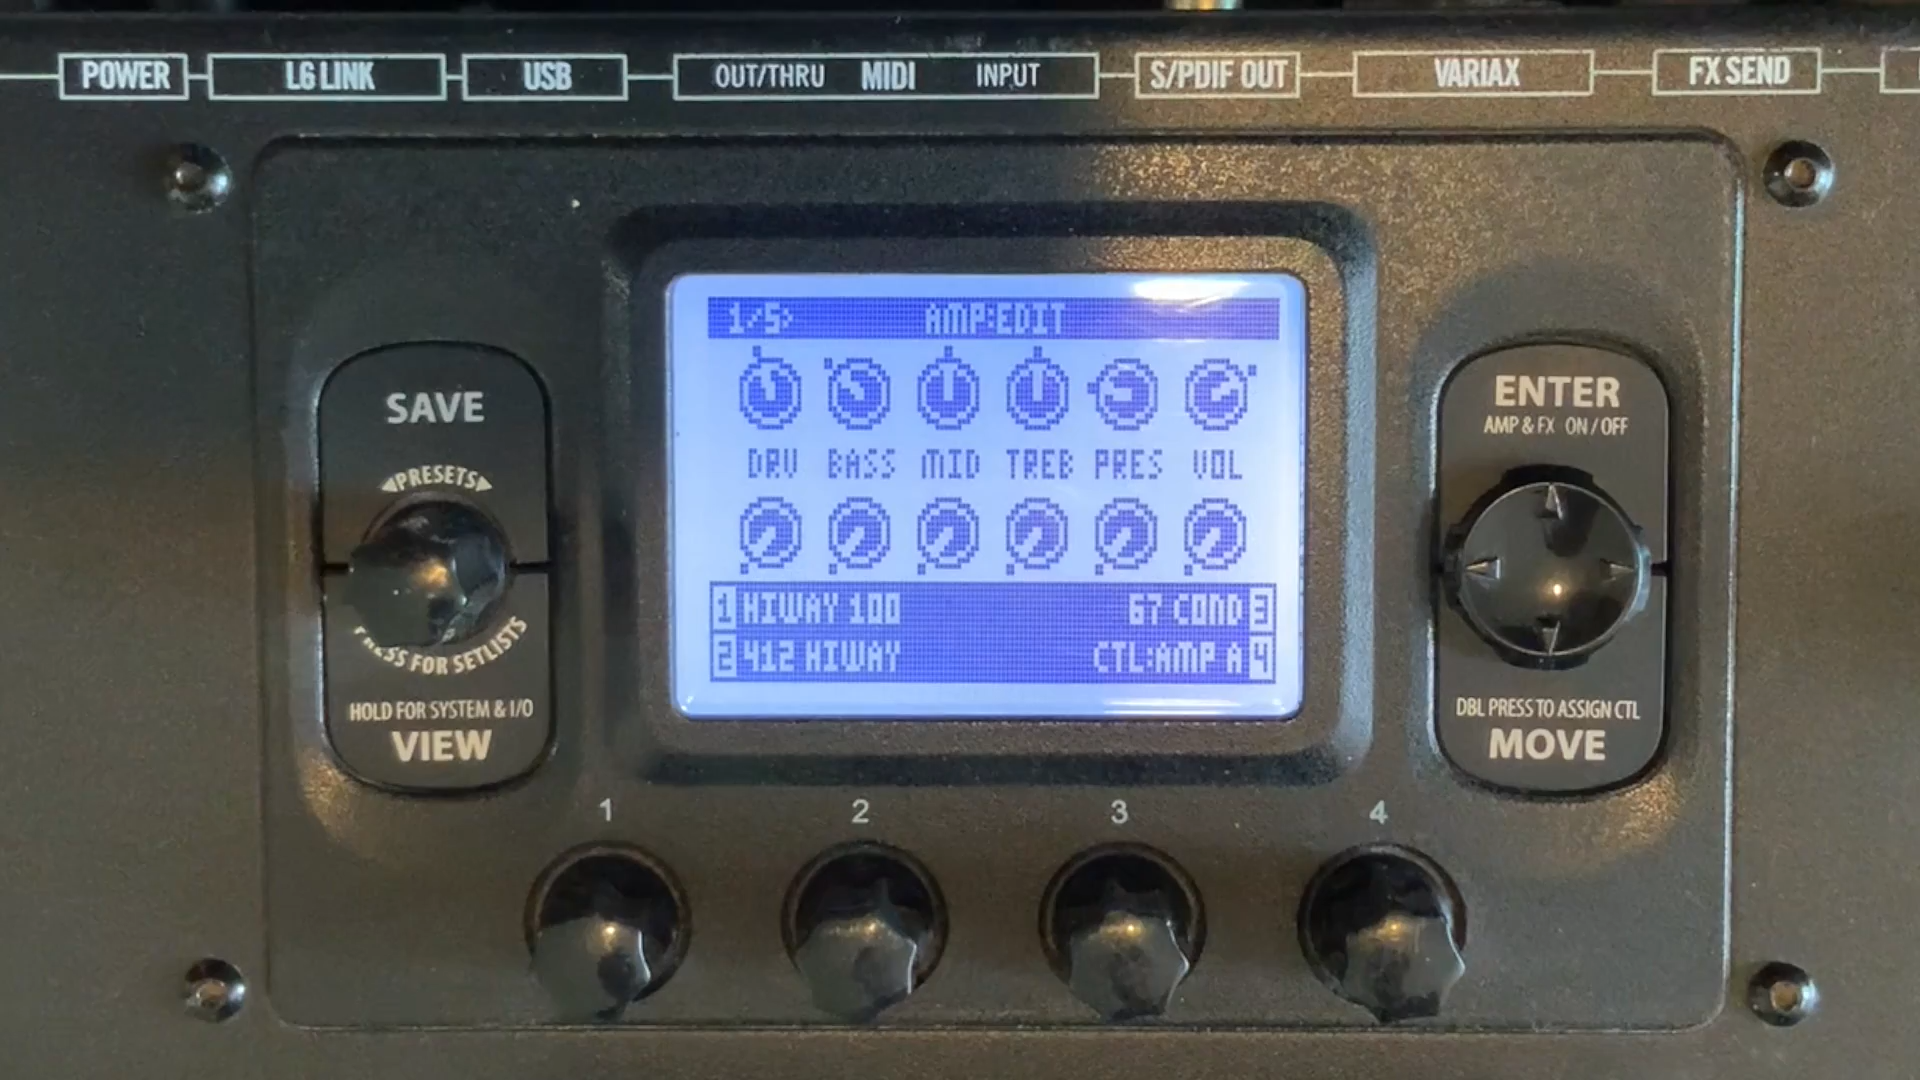 POWER L6 LINK USB OUT/THRU MIDI INPUT S/PDIF OUT VARIAX FX SEND
SAVE
◀PRESETS▶
PRESS FOR SETLISTS
HOLD FOR SYSTEM & I/O
VIEW
1/5> AMP:EDIT
DRV BASS MID TREB PRES VOL
1 HIWAY 100 67 COND 3
2 412 HIWAY CTL:AMP A 4
ENTER
AMP & FX ON / OFF
DBL PRESS TO ASSIGN CTL
MOVE
1 2 3 4